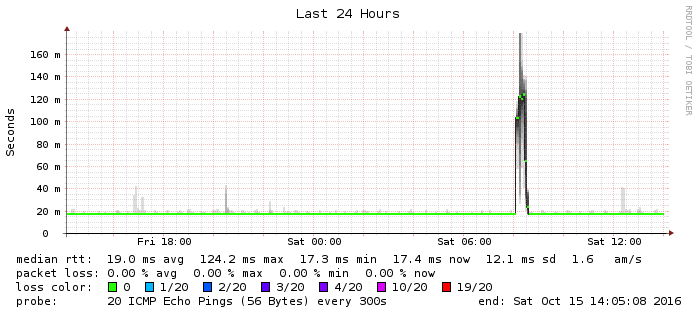 Last 24 Hours
RRDTOOL / TOBI OETIKER
Seconds
160 m
140 m
120 m
100 m
80 m
60 m
40 m
20 m
0
Fri 18:00 Sat 00:00 Sat 06:00 Sat 12:00
median rtt: 19.0 ms avg 124.2 ms max 17.3 ms min 17.4 ms now 12.1 ms sd 1.6 am/s
packet loss: 0.00 % avg 0.00 % max 0.00 % min 0.00 % now
loss color: 0 1/20 2/20 3/20 4/20 10/20 19/20
probe: 20 ICMP Echo Pings (56 Bytes) every 300s end: Sat Oct 15 14:05:08 2016